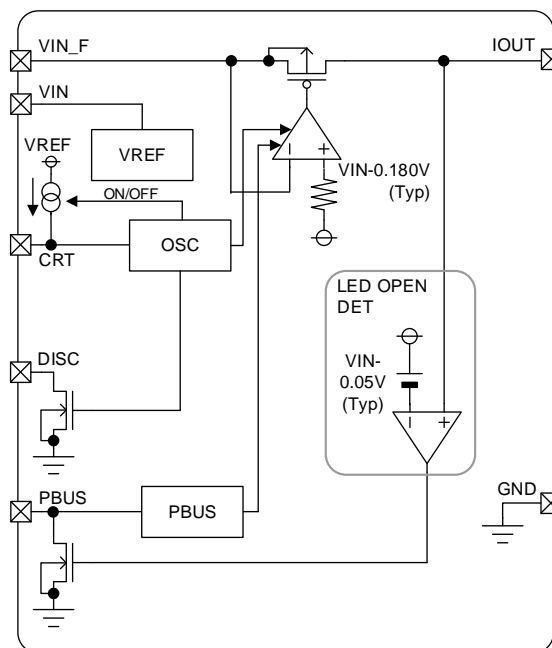 VIN_F
IOUT
VIN
VREF
VREF
ON/OFF
OSC
CRT
− +
VIN-0.180V
(Typ)
LED OPEN
DET
VIN-
0.05V
(Typ)
− +
DISC
PBUS
PBUS
GND